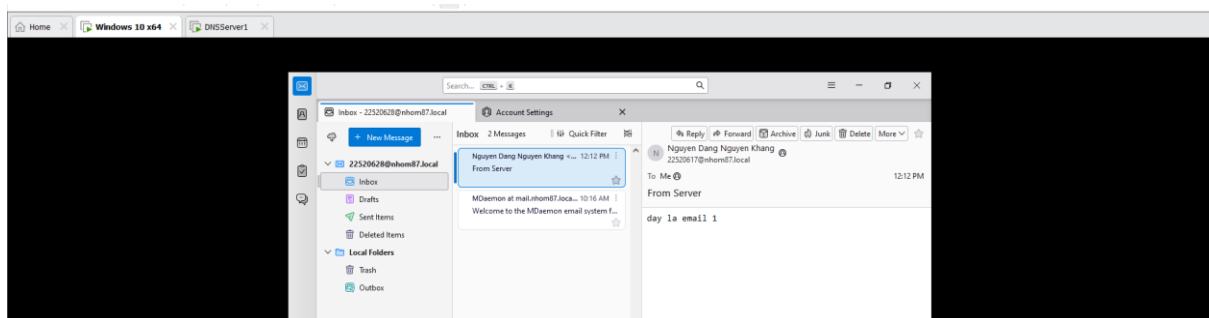 Home
Windows 10 x64
DNSServer1
Search... CTRL + K
Inbox - 22520628@nhom87.local
Account Settings
+ New Message
22520628@nhom87.local
Inbox
Drafts
Sent Items
Deleted Items
Local Folders
Trash
Outbox
Inbox 2 Messages Quick Filter
Nguyen Dang Nguyen Khang <... 12:12 PM
From Server
MDaemon at mail.nhom87.loca... 10:16 AM
Welcome to the MDaemon email system f...
Reply Forward Archive Junk Delete More
N
Nguyen Dang Nguyen Khang
22520617@nhom87.local
To Me 12:12 PM
From Server
day la email 1